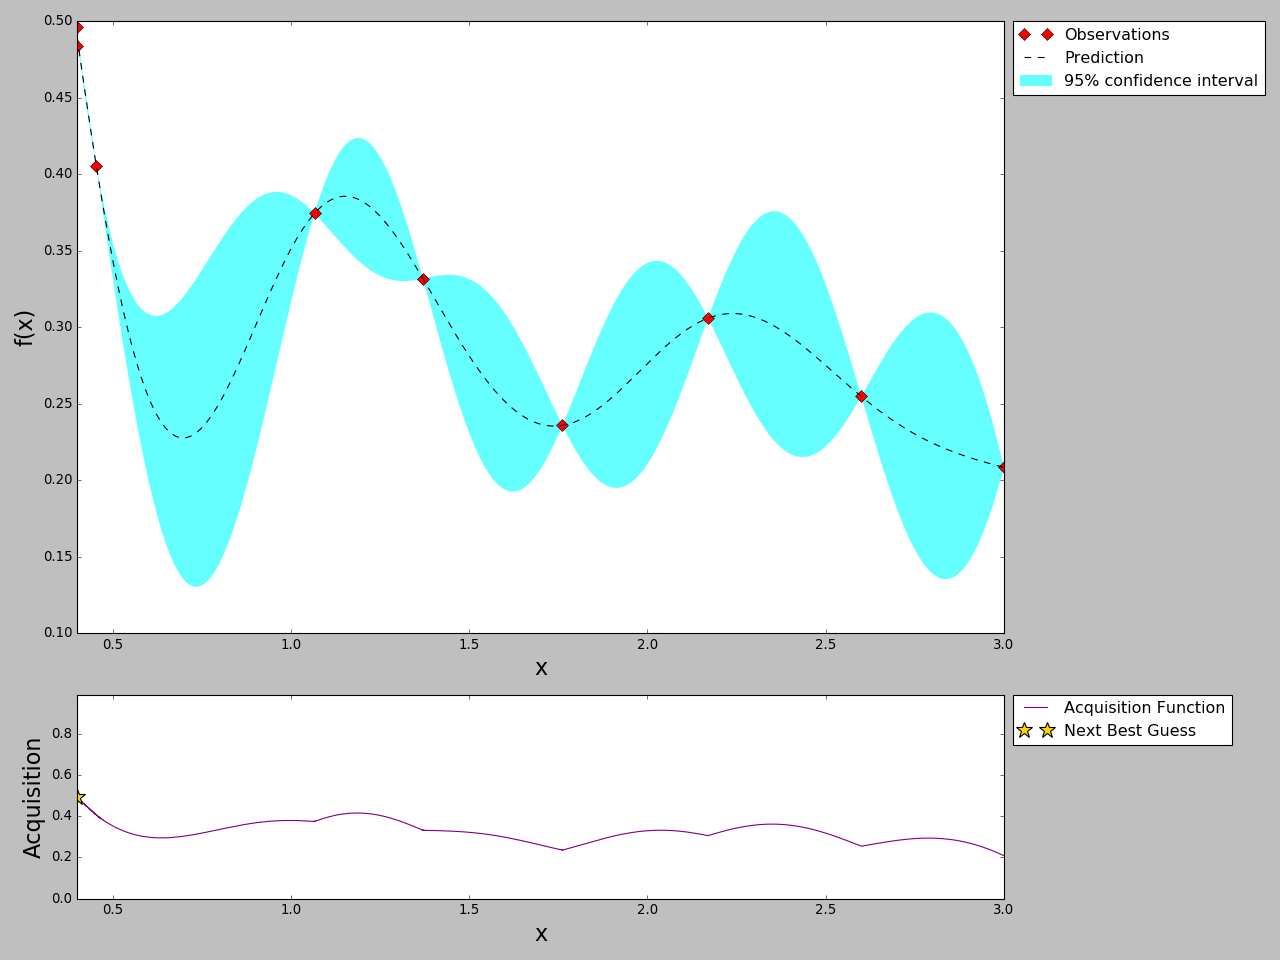 0.50
0.45
0.40
0.35
0.30
0.25
0.20
0.15
0.10
f(x)
0.5 1.0 1.5 2.0 2.5 3.0
x
Observations
Prediction
95% confidence interval
0.8
0.6
0.4
0.2
0.0
Acquisition
0.5 1.0 1.5 2.0 2.5 3.0
x
Acquisition Function
Next Best Guess